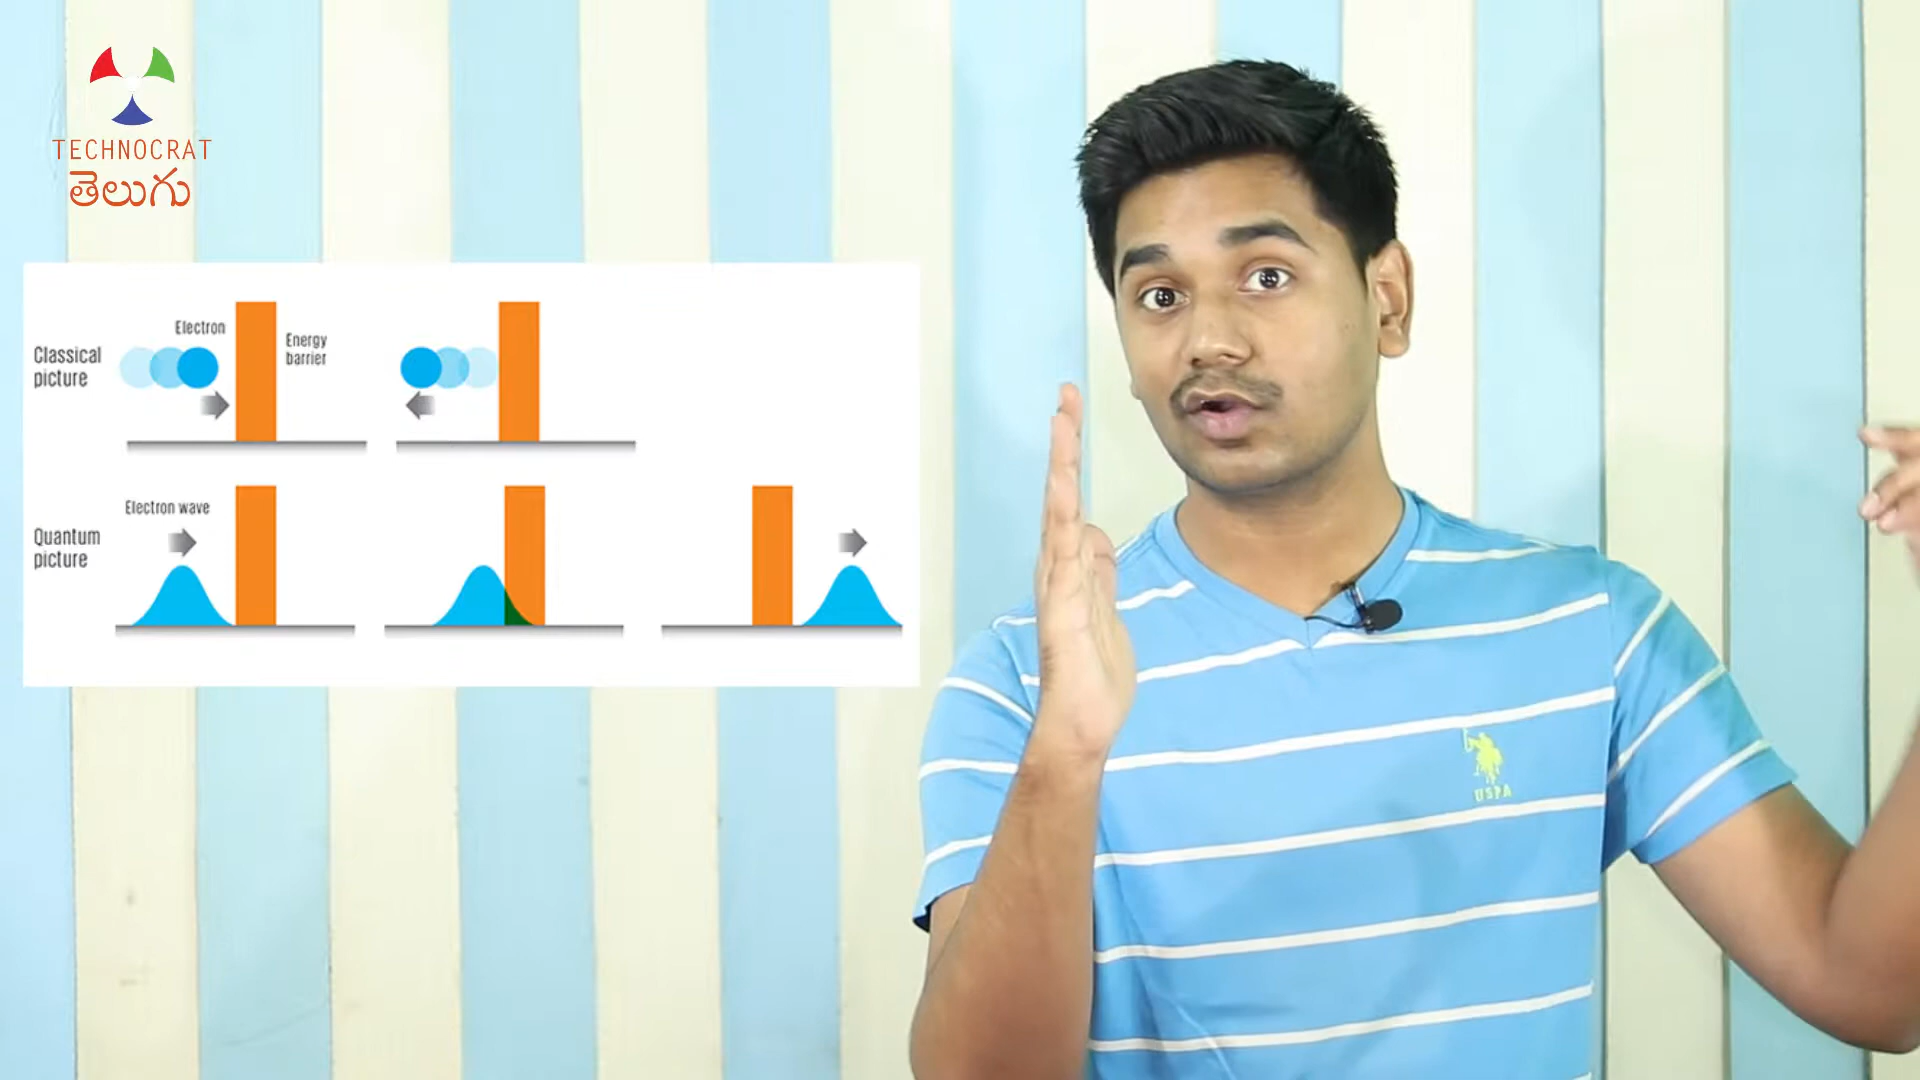 TECHNOCRAT
తెలుగు
Electron
Energy
barrier
Classical
picture
Electron wave
Quantum
picture
USPA